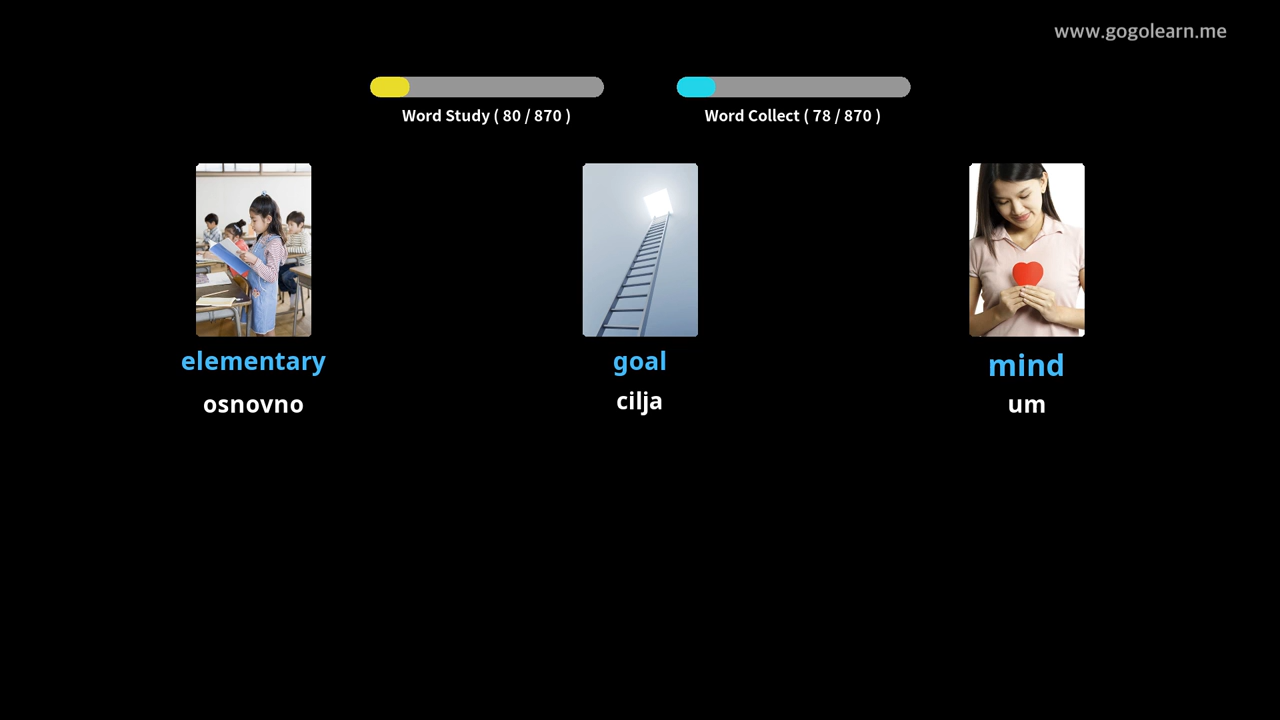 www.gogolearn.me
Word Study ( 80 / 870 )
Word Collect ( 78 / 870 )
elementary
goal
mind
osnovno
cilja
um